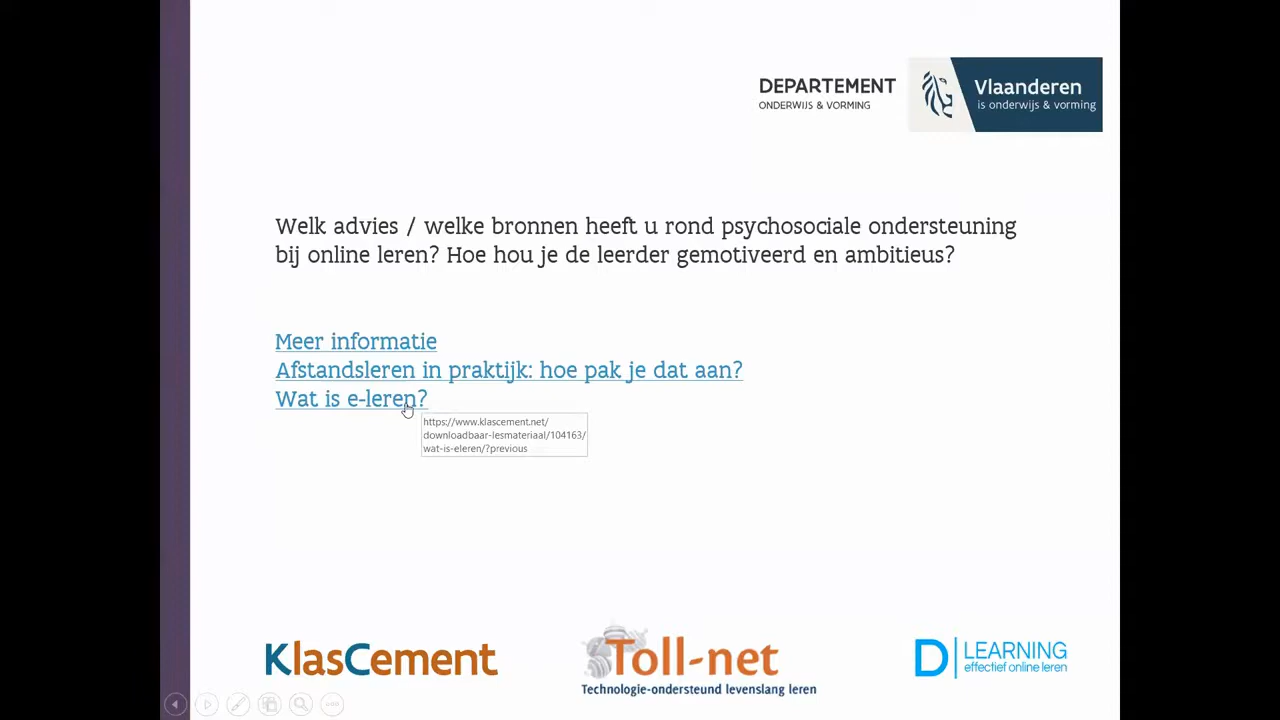 DEPARTEMENT
ONDERWIJS & VORMING
Vlaanderen
is onderwijs & vorming
Welk advies / welke bronnen heeft u rond psychosociale ondersteuning
bij online leren? Hoe hou je de leerder gemotiveerd en ambitieus?
Meer informatie
Afstandsleren in praktijk: hoe pak je dat aan?
Wat is e-leren?
https://www.klascement.net/
downloadbaar-lesmateriaal/104163/
wat-is-eleren/?previous
KlasCement
Toll-net
Technologie-ondersteund levenslang leren
D LEARNING
effectief online leren